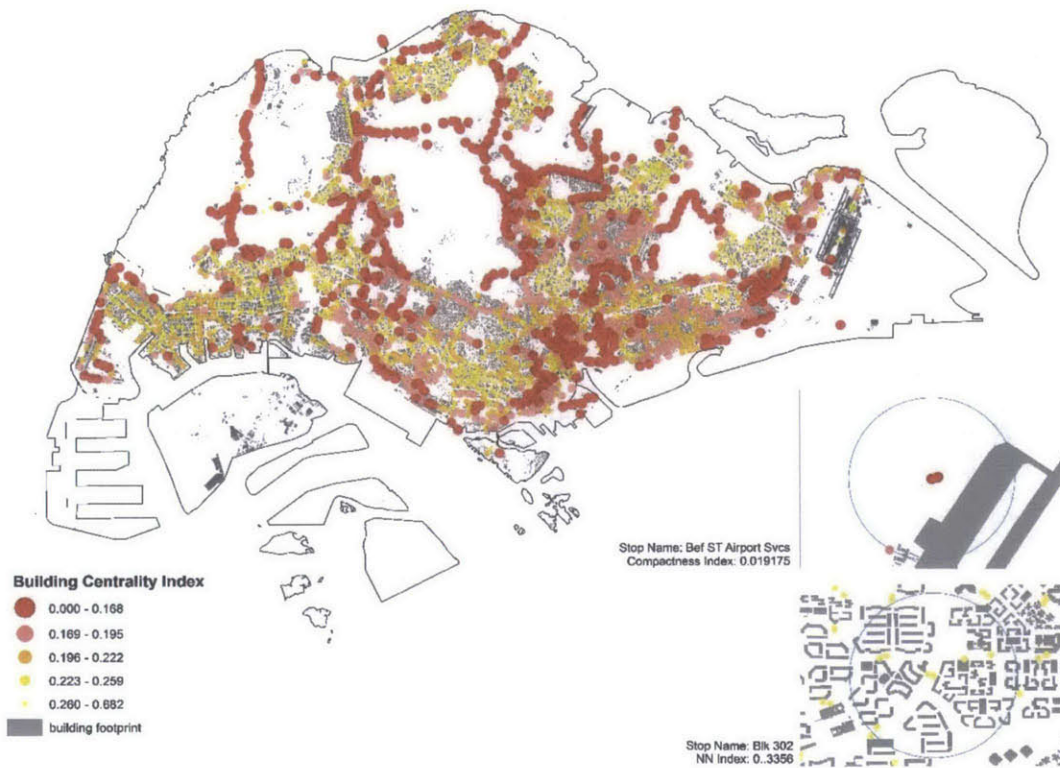 Stop Name: Bef ST Airport Svcs
Compactness Index: 0.019175
Building Centrality Index
0.000 - 0.168
0.169 - 0.195
0.196 - 0.222
0.223 - 0.259
0.260 - 0.682
building footprint
Stop Name: Blk 302
NN Index: 0..3356